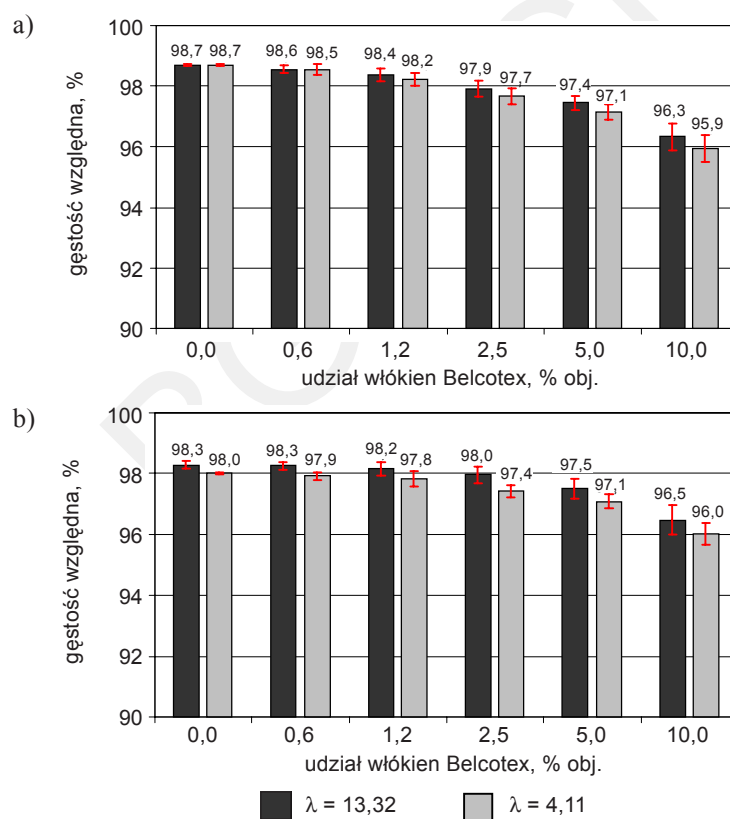 a)
100
98
96
94
92
90
gęstość względna, %
98,7 98,7 98,6 98,5 98,4 98,2 97,9 97,7 97,4 97,1 96,3 95,9
0,0 0,6 1,2 2,5 5,0 10,0
udział włókien Belcotex, % obj.
b)
100
98
96
94
92
90
gęstość względna, %
98,3 98,0 98,3 97,9 98,2 97,8 98,0 97,4 97,5 97,1 96,5 96,0
0,0 0,6 1,2 2,5 5,0 10,0
udział włókien Belcotex, % obj.
λ = 13,32 λ = 4,11